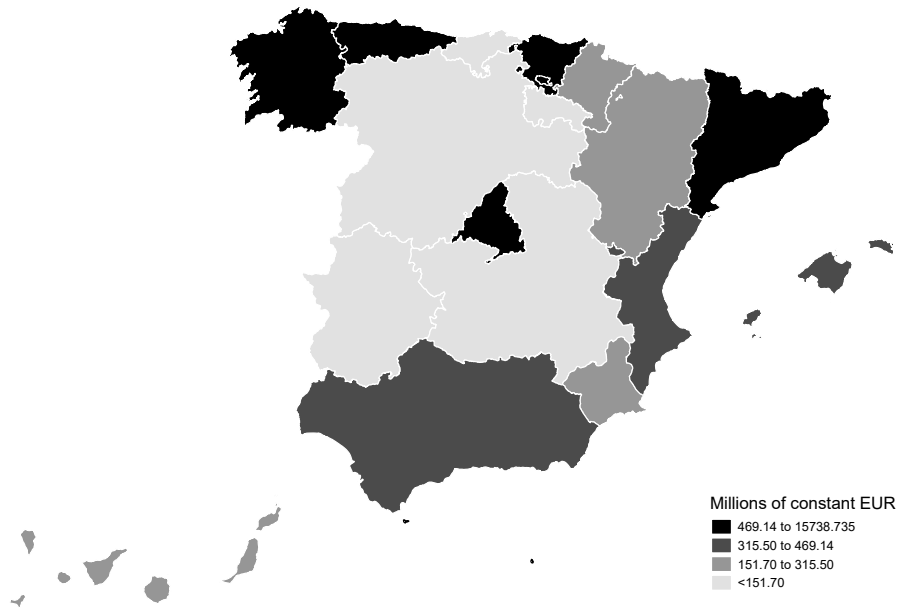 Millions of constant EUR
469.14 to 15738.735
315.50 to 469.14
151.70 to 315.50
<151.70